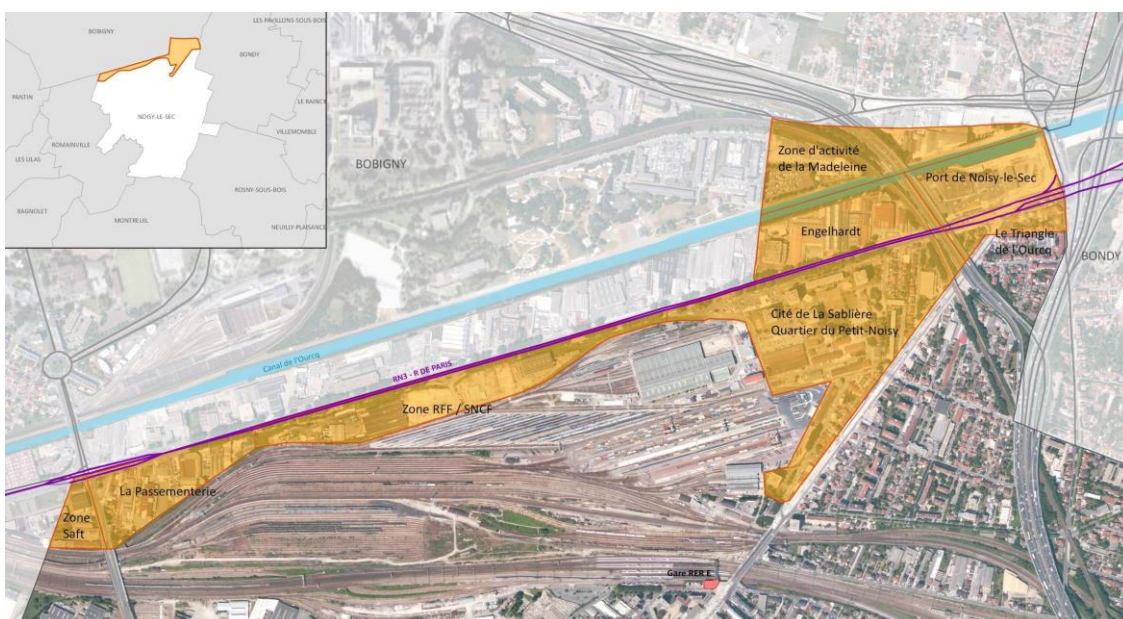 LES PAVILLONS-SOUS-BOIS
BOBIGNY
BONDY
PANTIN
LE RAINCY
NOISY-LE-SEC
VILLEMOMBLE
ROMAINVILLE
LES LILAS
ROSNY-SOUS-BOIS
BAGNOLET
MONTREUIL
NEUILLY-PLAISANCE
BOBIGNY
Zone d'activité
de la Madeleine
Port de Noisy-le-Sec
Engelhardt
Le Triangle
de l'Ourcq
BONDY
Cité de La Sablière
Quartier du Petit-Noisy
Canal de l'Ourcq
RN3 - R DE PARIS
Zone RFF / SNCF
La Passementerie
Zone
Saft
Gare RER E